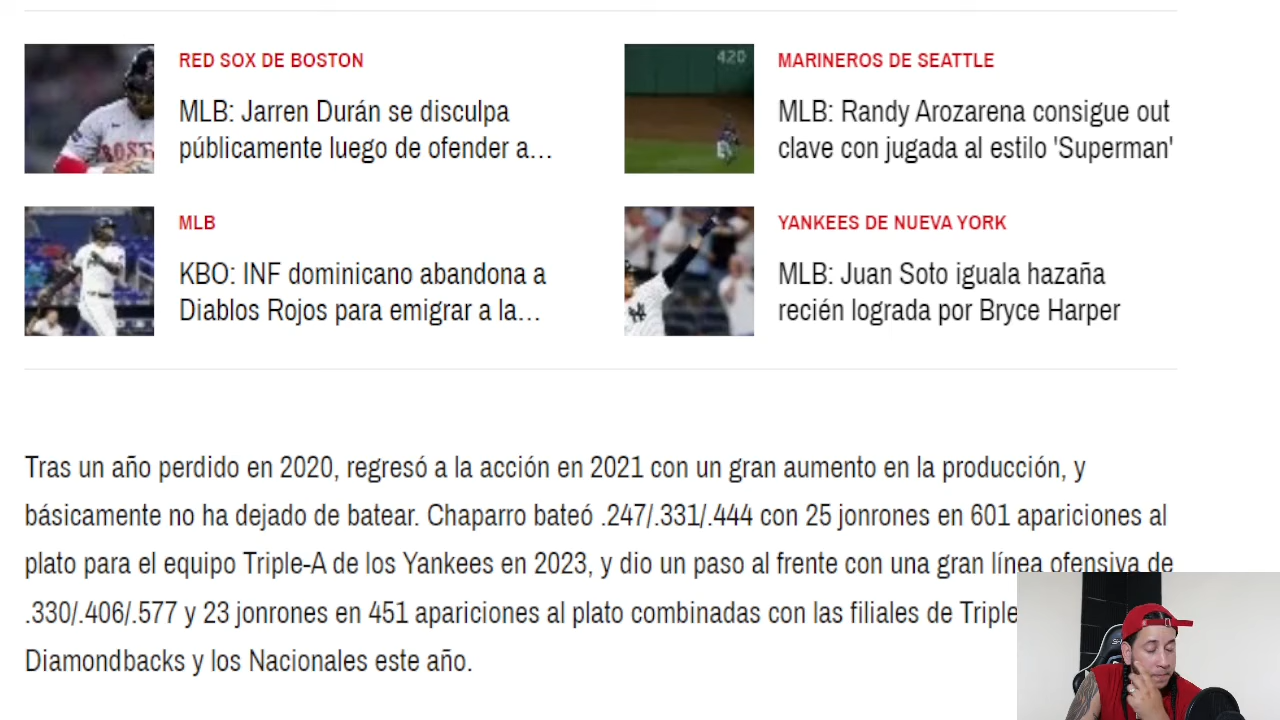 RED SOX DE BOSTON
MLB: Jarren Durán se disculpa
públicamente luego de ofender a...
MARINEROS DE SEATTLE
420
MLB: Randy Arozarena consigue out
clave con jugada al estilo 'Superman'
MLB
KBO: INF dominicano abandona a
Diablos Rojos para emigrar a la...
YANKEES DE NUEVA YORK
MLB: Juan Soto iguala hazaña
recién lograda por Bryce Harper
Tras un año perdido en 2020, regresó a la acción en 2021 con un gran aumento en la producción, y
básicamente no ha dejado de batear. Chaparro bateó .247/.331/.444 con 25 jonrones en 601 apariciones al
plato para el equipo Triple-A de los Yankees en 2023, y dio un paso al frente con una gran línea ofensiva de
.330/.406/.577 y 23 jonrones en 451 apariciones al plato combinadas con las filiales de Triple
Diamondbacks y los Nacionales este año.